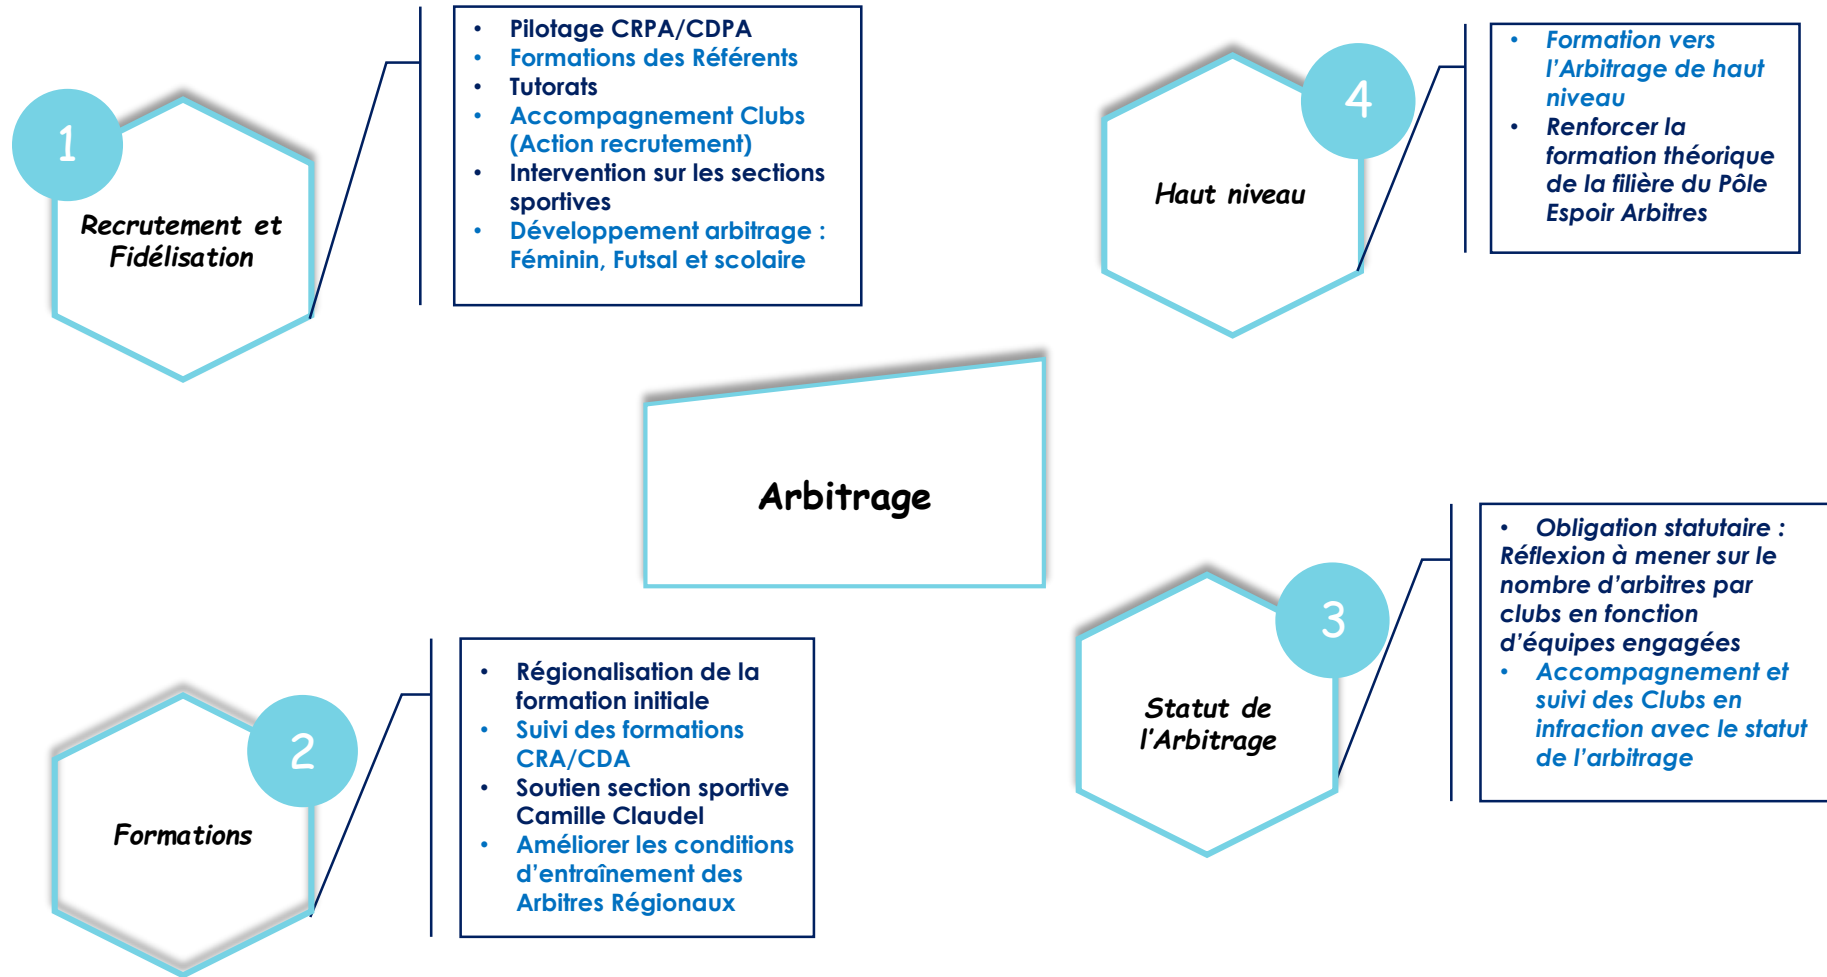 1
Recrutement et
Fidélisation
• Pilotage CRPA/CDPA
• Formations des Référents
• Tutorats
• Accompagnement Clubs
(Action recrutement)
• Intervention sur les sections
sportives
• Développement arbitrage :
Féminin, Futsal et scolaire
4
Haut niveau
• Formation vers
l’Arbitrage de haut
niveau
• Renforcer la
formation théorique
de la filière du Pôle
Espoir Arbitres
Arbitrage
2
Formations
• Régionalisation de la
formation initiale
• Suivi des formations
CRA/CDA
• Soutien section sportive
Camille Claudel
• Améliorer les conditions
d’entraînement des
Arbitres Régionaux
3
Statut de
l’Arbitrage
• Obligation statutaire :
Réflexion à mener sur le
nombre d’arbitres par
clubs en fonction
d’équipes engagées
• Accompagnement et
suivi des Clubs en
infraction avec le statut
de l’arbitrage